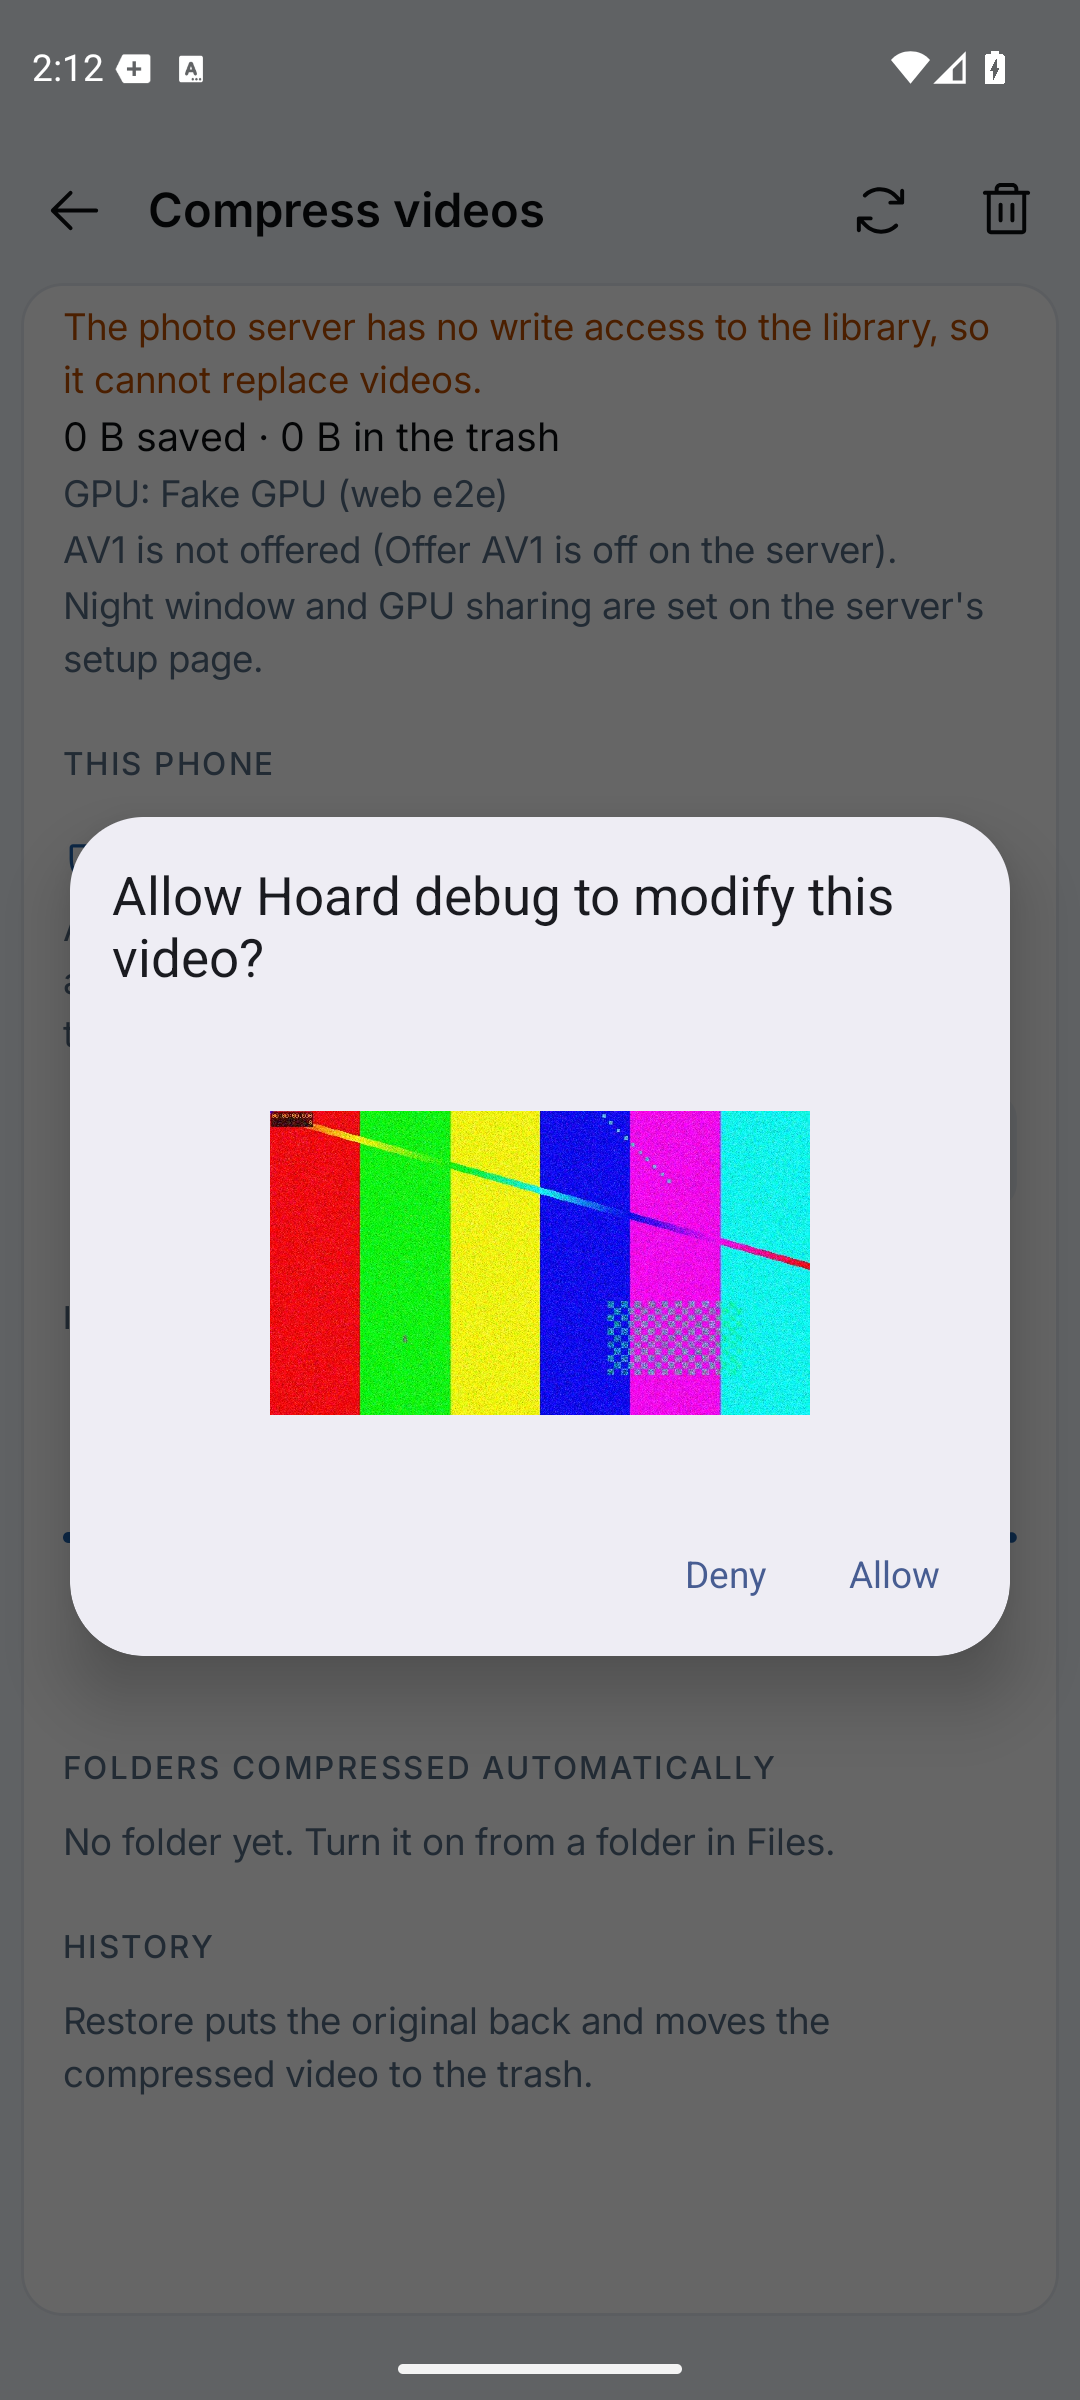 2:12
Compress videos
The photo server has no write access to the library, so
it cannot replace videos.
0 B saved · 0 B in the trash
GPU: Fake GPU (web e2e)
AV1 is not offered (Offer AV1 is off on the server).
Night window and GPU sharing are set on the server's
setup page.
THIS PHONE
Allow Hoard debug to modify this
video?
Deny
Allow
FOLDERS COMPRESSED AUTOMATICALLY
No folder yet. Turn it on from a folder in Files.
HISTORY
Restore puts the original back and moves the
compressed video to the trash.